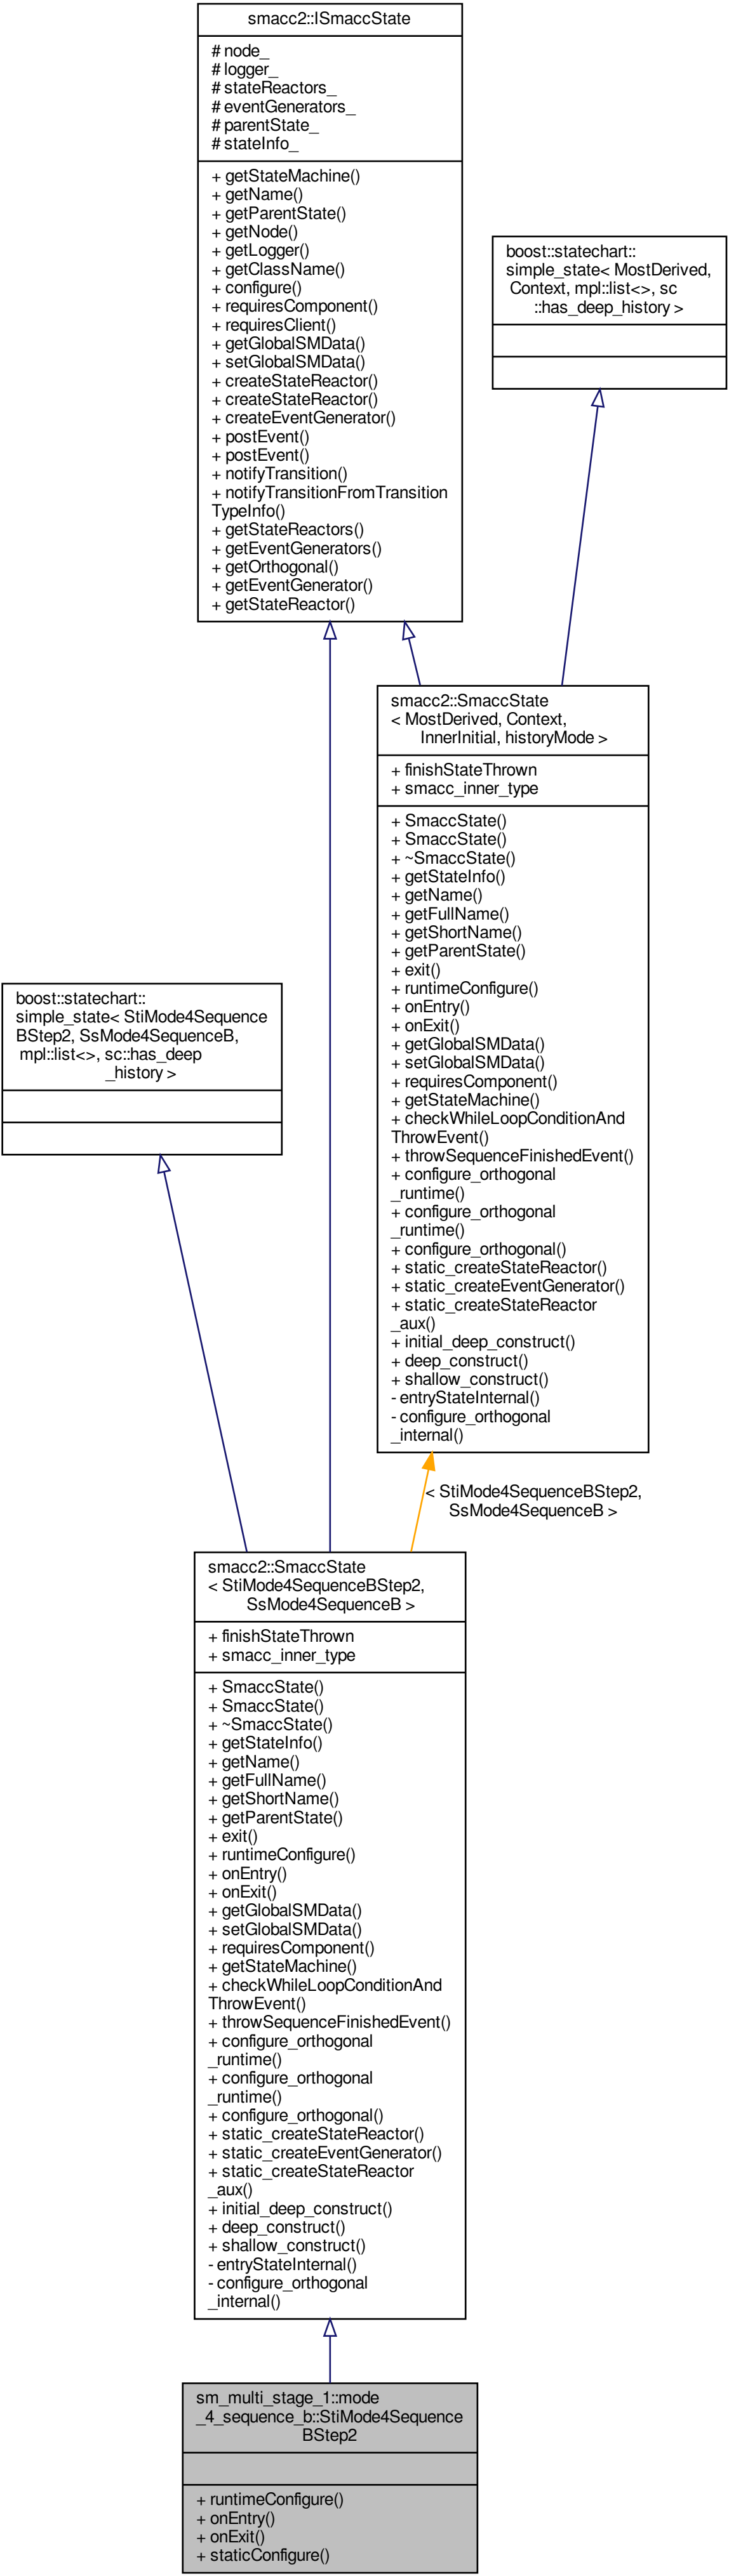 smacc2::ISmaccState
# node_
# logger_
# stateReactors_
# eventGenerators_
# parentState_
# stateInfo_
+ getStateMachine()
+ getName()
+ getParentState()
+ getNode()
+ getLogger()
+ getClassName()
+ configure()
+ requiresComponent()
+ requiresClient()
+ getGlobalSMData()
+ setGlobalSMData()
+ createStateReactor()
+ createStateReactor()
+ createEventGenerator()
+ postEvent()
+ postEvent()
+ notifyTransition()
+ notifyTransitionFromTransition
TypeInfo()
+ getStateReactors()
+ getEventGenerators()
+ getOrthogonal()
+ getEventGenerator()
+ getStateReactor()
boost::statechart::
simple_state< MostDerived,
Context, mpl::list<>, sc
::has_deep_history >
smacc2::SmaccState
< MostDerived, Context,
InnerInitial, historyMode >
+ finishStateThrown
+ smacc_inner_type
+ SmaccState()
+ SmaccState()
+ ~SmaccState()
+ getStateInfo()
+ getName()
+ getFullName()
+ getShortName()
+ getParentState()
+ exit()
+ runtimeConfigure()
+ onEntry()
+ onExit()
+ getGlobalSMData()
+ setGlobalSMData()
+ requiresComponent()
+ getStateMachine()
+ checkWhileLoopConditionAnd
ThrowEvent()
+ throwSequenceFinishedEvent()
+ configure_orthogonal
_runtime()
+ configure_orthogonal
_runtime()
+ configure_orthogonal()
+ static_createStateReactor()
+ static_createEventGenerator()
+ static_createStateReactor
_aux()
+ initial_deep_construct()
+ deep_construct()
+ shallow_construct()
- entryStateInternal()
- configure_orthogonal
_internal()
boost::statechart::
simple_state< StiMode4Sequence
BStep2, SsMode4SequenceB,
mpl::list<>, sc::has_deep
_history >
< StiMode4SequenceBStep2,
SsMode4SequenceB >
smacc2::SmaccState
< StiMode4SequenceBStep2,
SsMode4SequenceB >
+ finishStateThrown
+ smacc_inner_type
+ SmaccState()
+ SmaccState()
+ ~SmaccState()
+ getStateInfo()
+ getName()
+ getFullName()
+ getShortName()
+ getParentState()
+ exit()
+ runtimeConfigure()
+ onEntry()
+ onExit()
+ getGlobalSMData()
+ setGlobalSMData()
+ requiresComponent()
+ getStateMachine()
+ checkWhileLoopConditionAnd
ThrowEvent()
+ throwSequenceFinishedEvent()
+ configure_orthogonal
_runtime()
+ configure_orthogonal
_runtime()
+ configure_orthogonal()
+ static_createStateReactor()
+ static_createEventGenerator()
+ static_createStateReactor
_aux()
+ initial_deep_construct()
+ deep_construct()
+ shallow_construct()
- entryStateInternal()
- configure_orthogonal
_internal()
sm_multi_stage_1::mode
_4_sequence_b::StiMode4Sequence
BStep2
+ runtimeConfigure()
+ onEntry()
+ onExit()
+ staticConfigure()